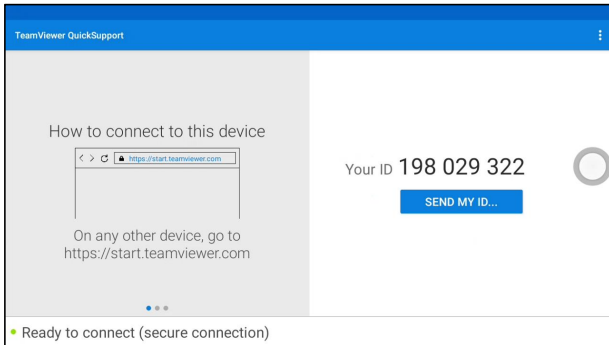 TeamViewer QuickSupport
How to connect to this device
https://start.teamviewer.com
On any other device, go to
https://start.teamviewer.com
Your ID 198 029 322
SEND MY ID...
Ready to connect (secure connection)